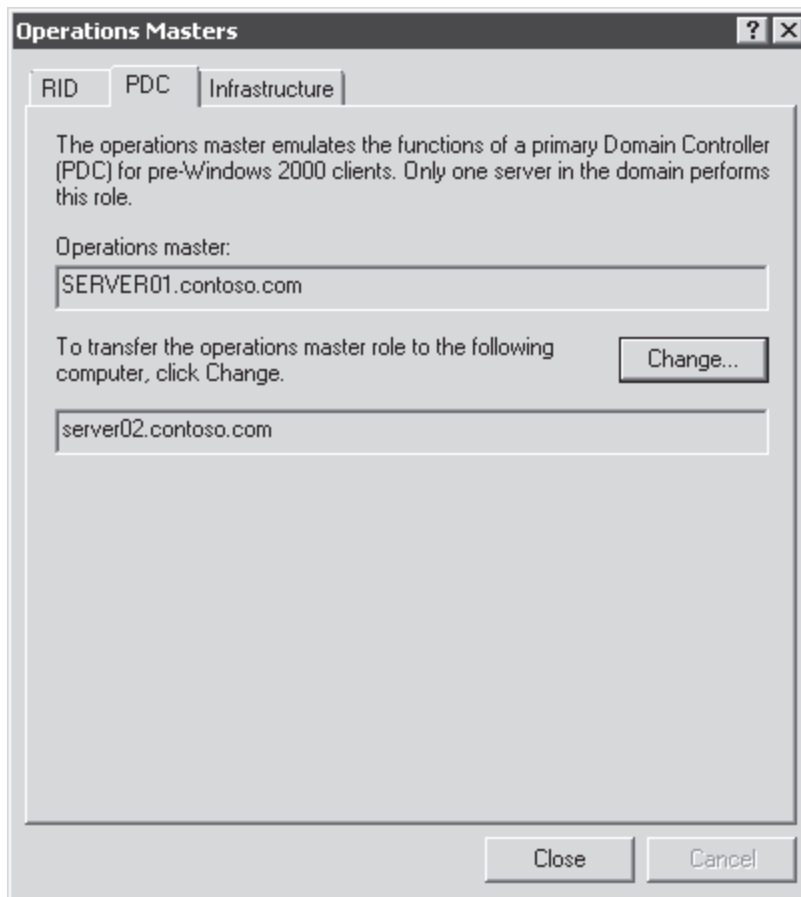 Operations Masters
RID PDC Infrastructure
The operations master emulates the functions of a primary Domain Controller
(PDC) for pre-Windows 2000 clients. Only one server in the domain performs
this role.
Operations master:
SERVER01.contoso.com
To transfer the operations master role to the following
computer, click Change.
Change...
server02.contoso.com
Close Cancel